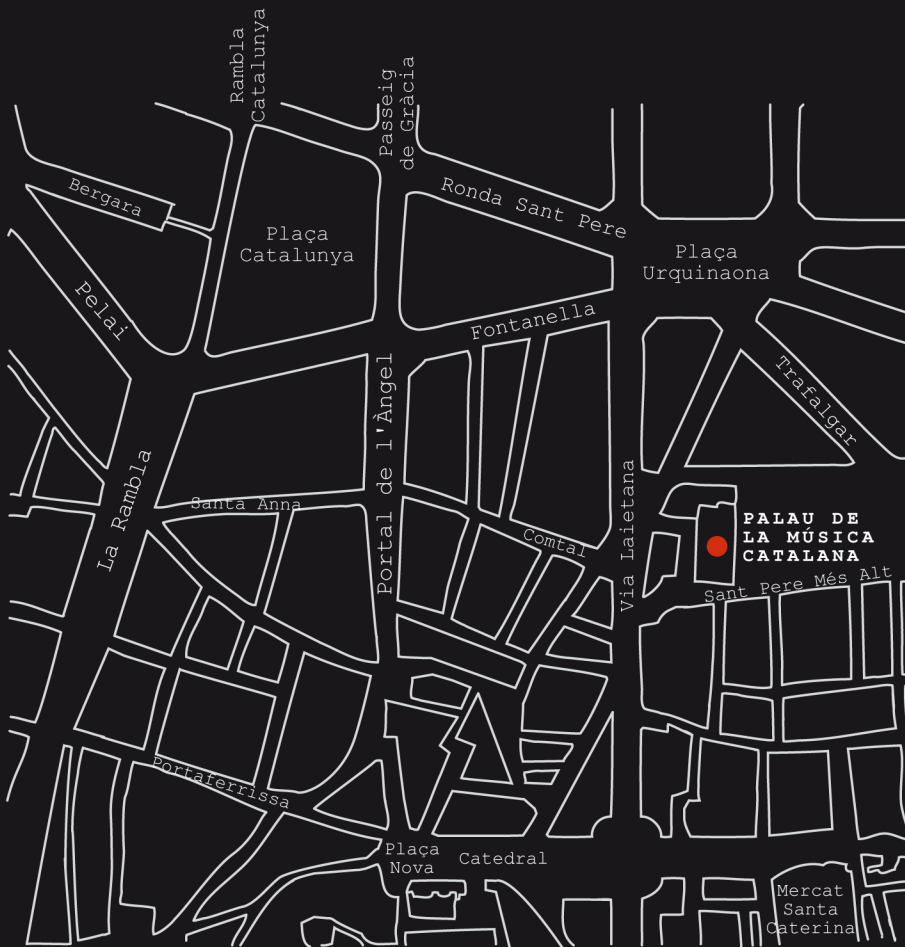 Rambla
Catalunya
Passeig
de Gràcia
Bergara
Ronda Sant Pere
Plaça
Catalunya
Plaça
Urquinaona
Pelai
Fontanella
Trafalgar
Portal de l'Àngel
La Rambla
Santa Anna
Comtal
Via Laietana
PALAU DE
LA MÚSICA
CATALANA
Sant Pere Més Alt
Portaferrissa
Plaça
Nova
Catedral
Mercat
Santa
Caterina